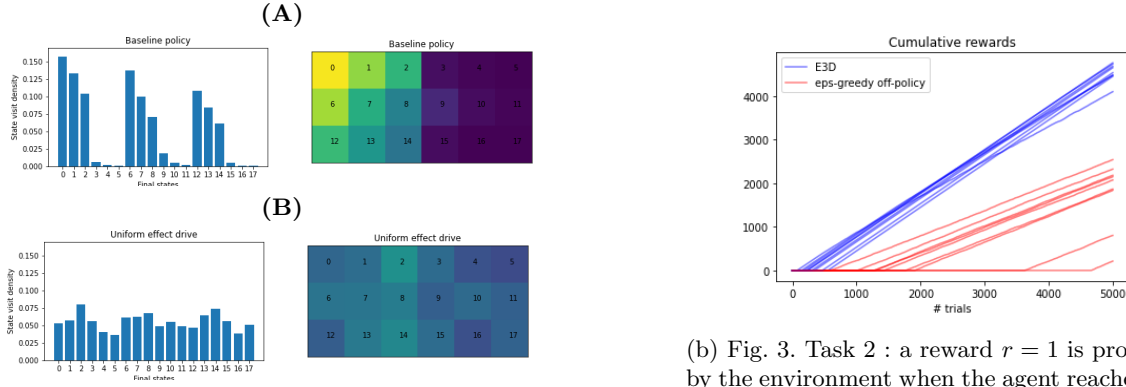 (A)
Baseline policy
State visit density
0.150
0.125
0.100
0.075
0.050
0.025
0.000
0 1 2 3 4 5 6 7 8 9 10 11 12 13 14 15 16 17
Final states
Baseline policy
0 1 2 3 4 5
6 7 8 9 10 11
12 13 14 15 16 17
(B)
Uniform effect drive
State visit density
0.150
0.125
0.100
0.075
0.050
0.025
0.000
0 1 2 3 4 5 6 7 8 9 10 11 12 13 14 15 16 17
Uniform effect drive
0 1 2 3 4 5
6 7 8 9 10 11
12 13 14 15 16 17
Cumulative rewards
E3D
eps-greedy off-policy
4000
3000
2000
1000
0
0 1000 2000 3000 4000 5000
# trials
(b) Fig. 3. Task 2 : a reward r = 1 is pro
by the environment when the agent reache